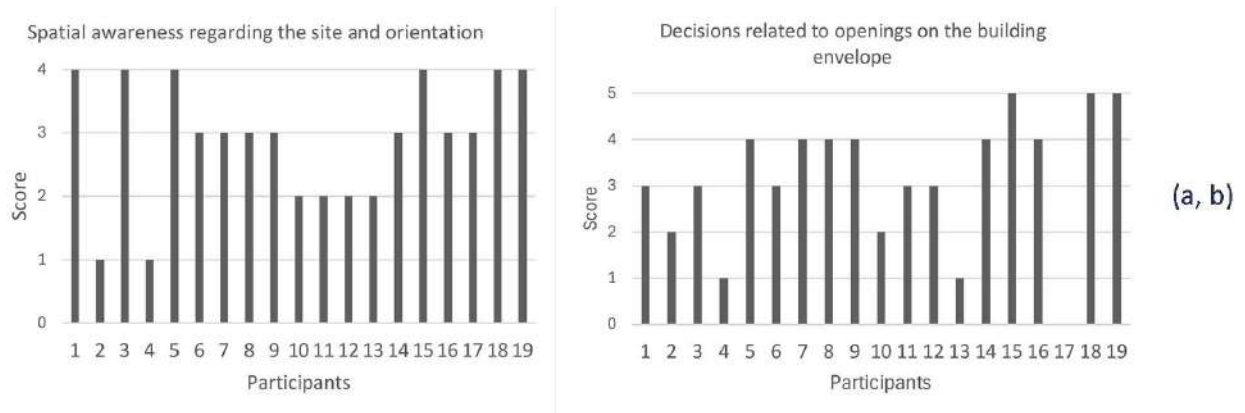 Spatial awareness regarding the site and orientation
4
3
2
1
0
Score
1 2 3 4 5 6 7 8 9 10 11 12 13 14 15 16 17 18 19
Participants
Decisions related to openings on the building
envelope
5
4
3
2
1
0
Score
1 2 3 4 5 6 7 8 9 10 11 12 13 14 15 16 17 18 19
Participants
(a, b)